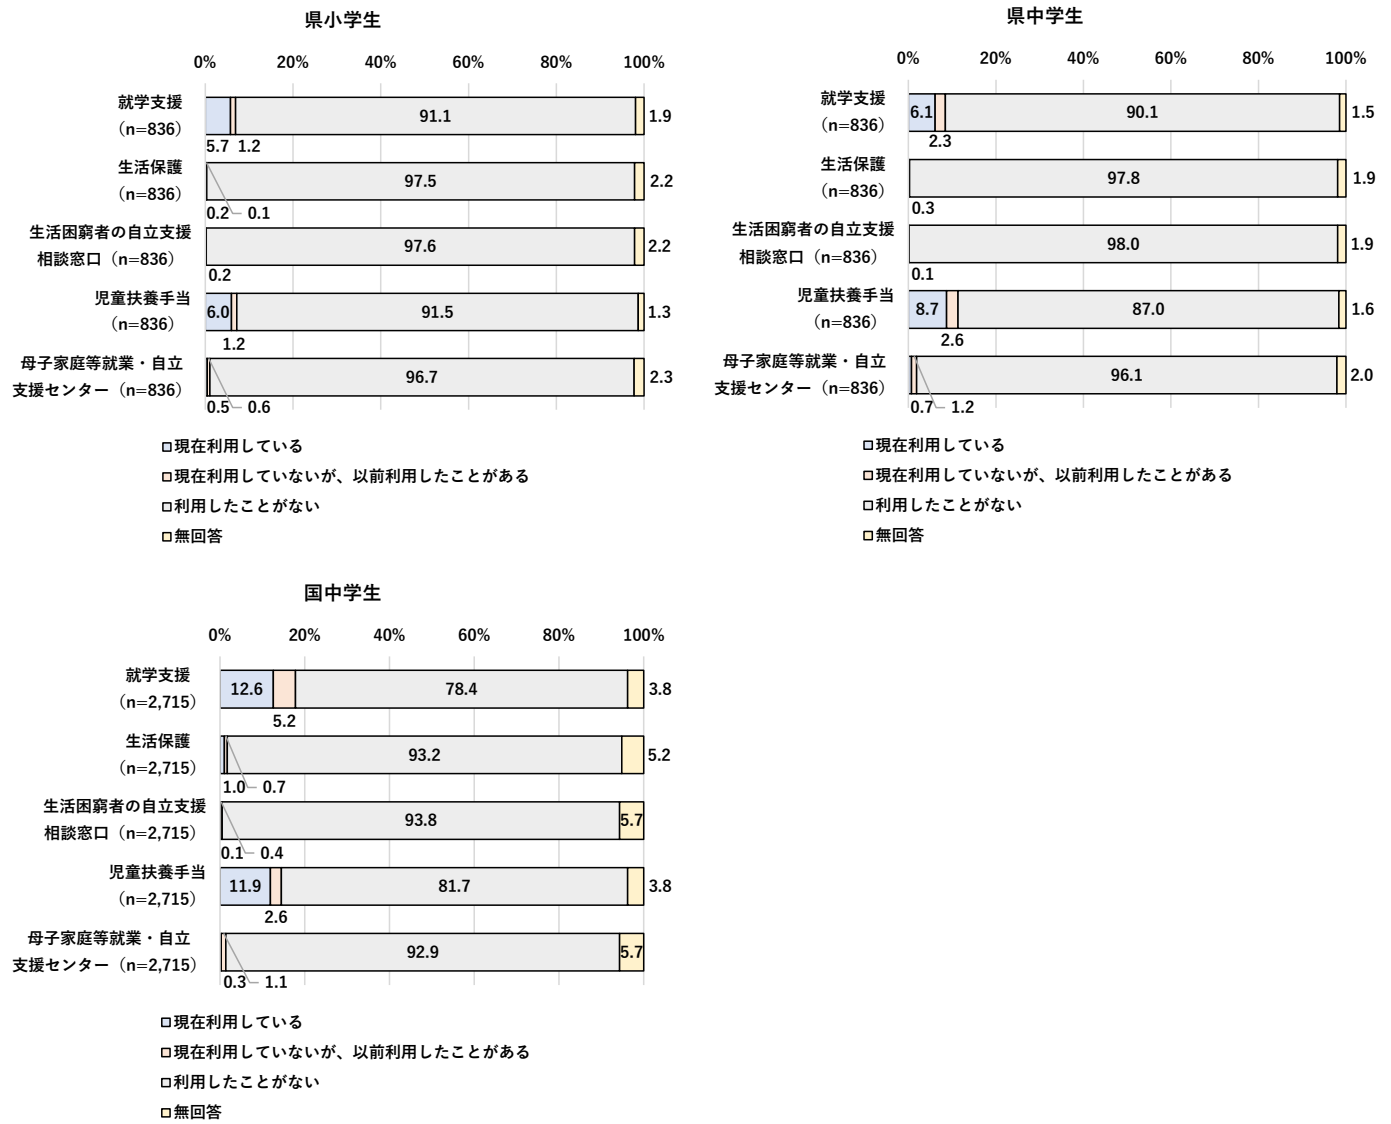 県小学生
0% 20% 40% 60% 80% 100%
就学支援
（n=836）
91.1
1.9
5.7 1.2
生活保護
（n=836）
97.5
2.2
0.2 0.1
生活困窮者の自立支援
相談窓口（n=836）
97.6
2.2
0.2
児童扶養手当
（n=836）
6.0
91.5
1.3
1.2
母子家庭等就業・自立
支援センター（n=836）
96.7
2.3
0.5 0.6
現在利用している
現在利用していないが、以前利用したことがある
利用したことがない
無回答
県中学生
0% 20% 40% 60% 80% 100%
就学支援
（n=836）
6.1
90.1
1.5
2.3
生活保護
（n=836）
97.8
1.9
0.3
生活困窮者の自立支援
相談窓口（n=836）
98.0
1.9
0.1
児童扶養手当
（n=836）
8.7
87.0
1.6
2.6
母子家庭等就業・自立
支援センター（n=836）
96.1
2.0
0.7 1.2
現在利用している
現在利用していないが、以前利用したことがある
利用したことがない
無回答
国中学生
0% 20% 40% 60% 80% 100%
就学支援
（n=2,715）
12.6
78.4
3.8
5.2
生活保護
（n=2,715）
93.2
5.2
1.0 0.7
生活困窮者の自立支援
相談窓口（n=2,715）
93.8
5.7
0.1 0.4
児童扶養手当
（n=2,715）
11.9
81.7
3.8
2.6
母子家庭等就業・自立
支援センター（n=2,715）
92.9
5.7
0.3 1.1
現在利用している
現在利用していないが、以前利用したことがある
利用したことがない
無回答